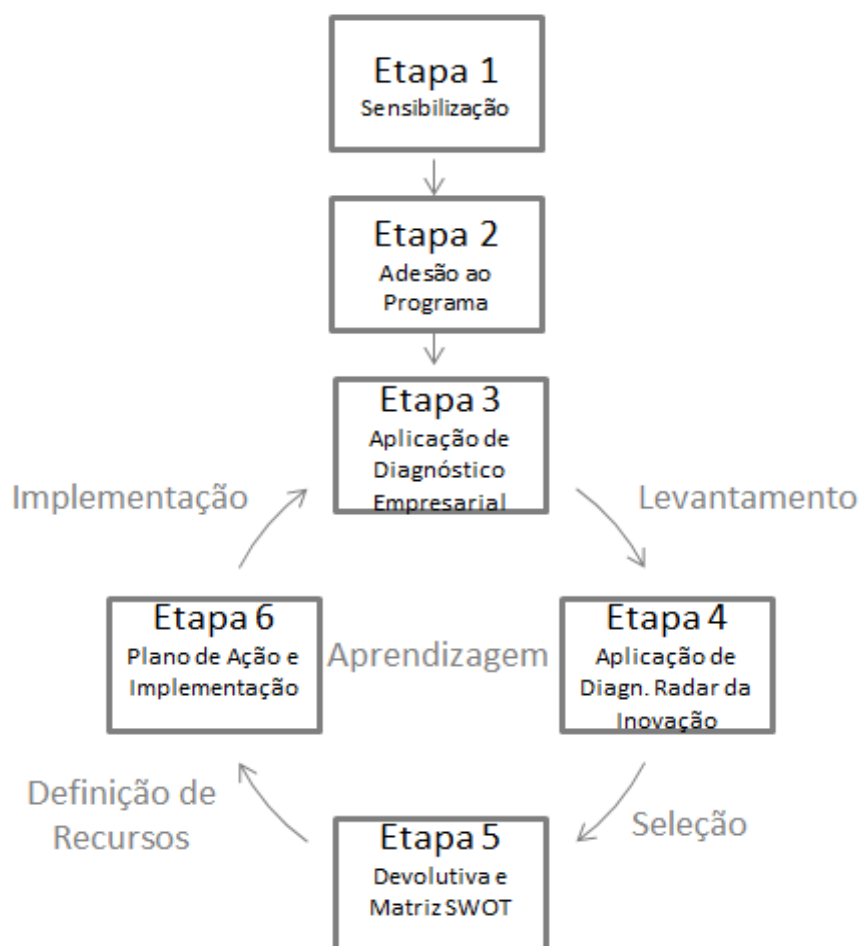 Etapa 1
Sensibilização
Etapa 2
Adesão ao
Programa
Etapa 3
Aplicação de
Diagnóstico
Empresarial
Implementação
Levantamento
Etapa 6
Plano de Ação e
Implementação
Aprendizagem
Etapa 4
Aplicação de
Diagn. Radar da
Inovação
Definição de
Recursos
Seleção
Etapa 5
Devolutiva e
Matriz SWOT